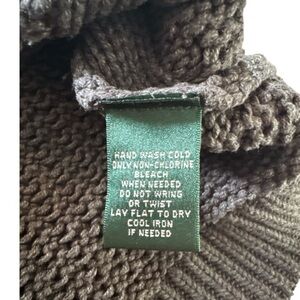 HAND WASH COLD
ONLY NON-CHLORINE
BLEACH
WHEN NEEDED
DO NOT WRING
OR TWIST
LAY FLAT TO DRY
COOL IRON
IF NEEDED